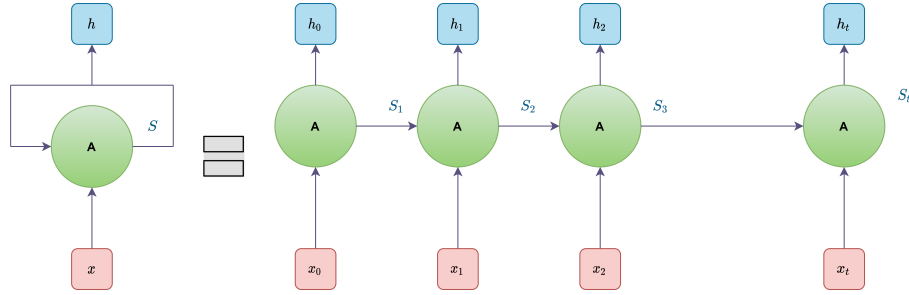 h
h₀
h₁
h₂
hₜ
S
S₁
S₂
S₃
Sₜ
A
A
A
A
A
x
x₀
x₁
x₂
xₜ